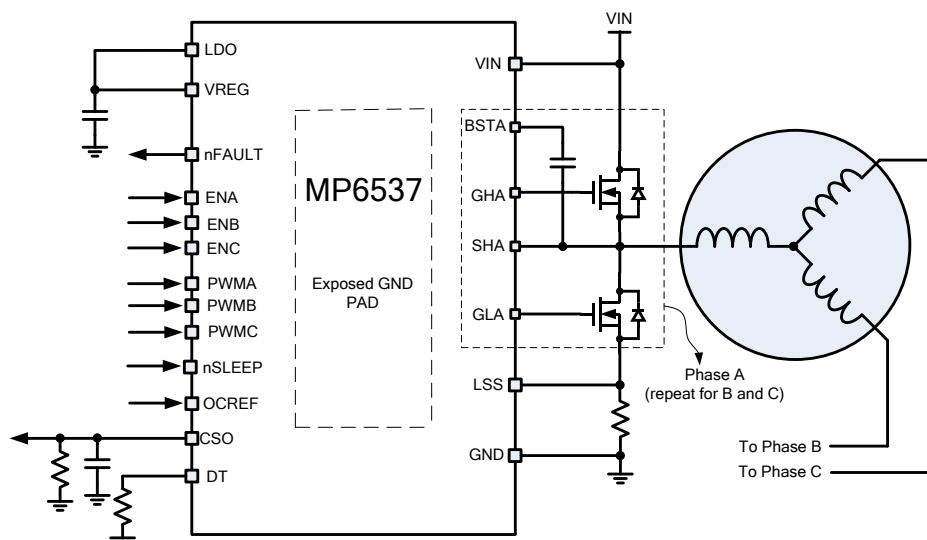 VIN
LDO
VREG
nFAULT
ENA
ENB
ENC
PWMA
PWMB
PWMC
nSLEEP
OCREF
CSO
DT
MP6537
Exposed GND
PAD
VIN
BSTA
GHA
SHA
GLA
LSS
GND
Phase A
(repeat for B and C)
To Phase B
To Phase C